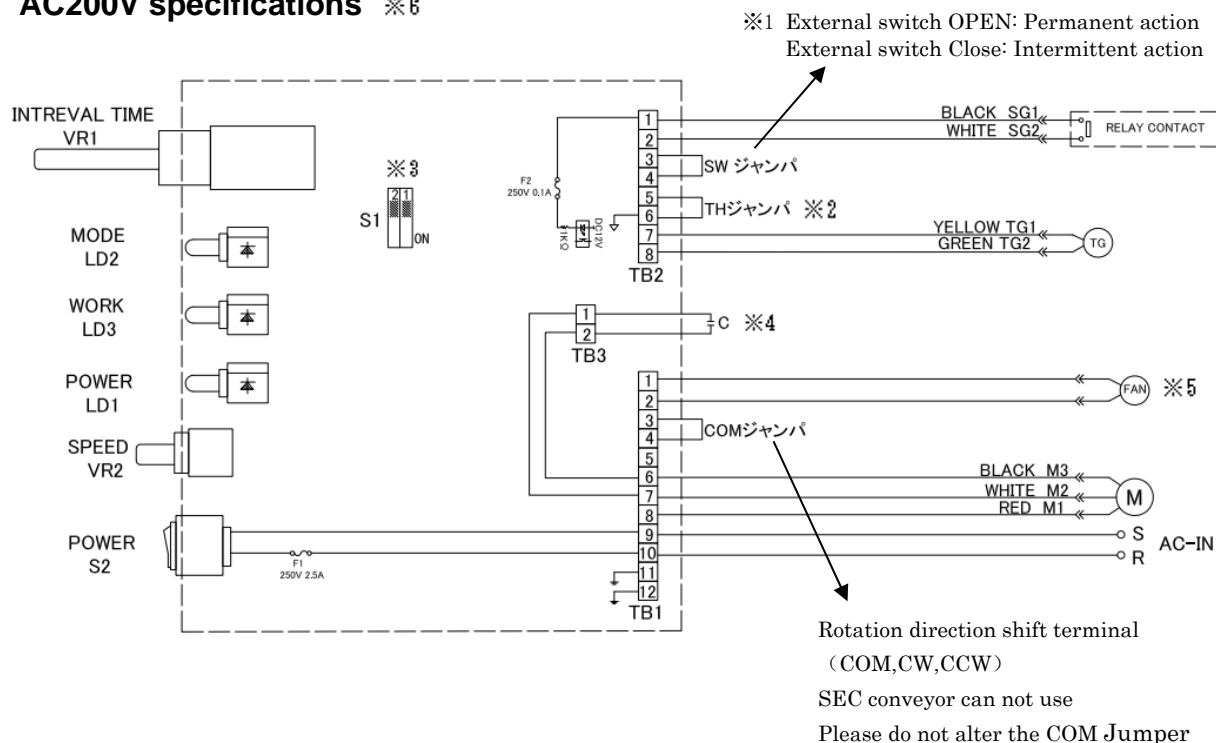 AC200V specifications ※6
※1 External switch OPEN: Permanent action
External switch Close: Intermittent action
INTREVAL TIME
VR1
※3
2 1
S1
ON
F2
250V 0.1A
DC12V
1KΩ
1
2
3
4
5
6
7
8
TB2
BLACK SG1
WHITE SG2
RELAY CONTACT
SW ジャンパ
THジャンパ ※2
YELLOW TG1
GREEN TG2
TG
MODE
LD2
WORK
LD3
POWER
LD1
SPEED
VR2
POWER
S2
F1
250V 2.5A
1
2
TB3
C ※4
1
2
3
4
5
6
7
8
9
10
11
12
TB1
FAN ※5
COMジャンパ
BLACK M3
WHITE M2
RED M1
M
S
R
AC-IN
Rotation direction shift terminal
（COM,CW,CCW）
SEC conveyor can not use
Please do not alter the COM Jumper